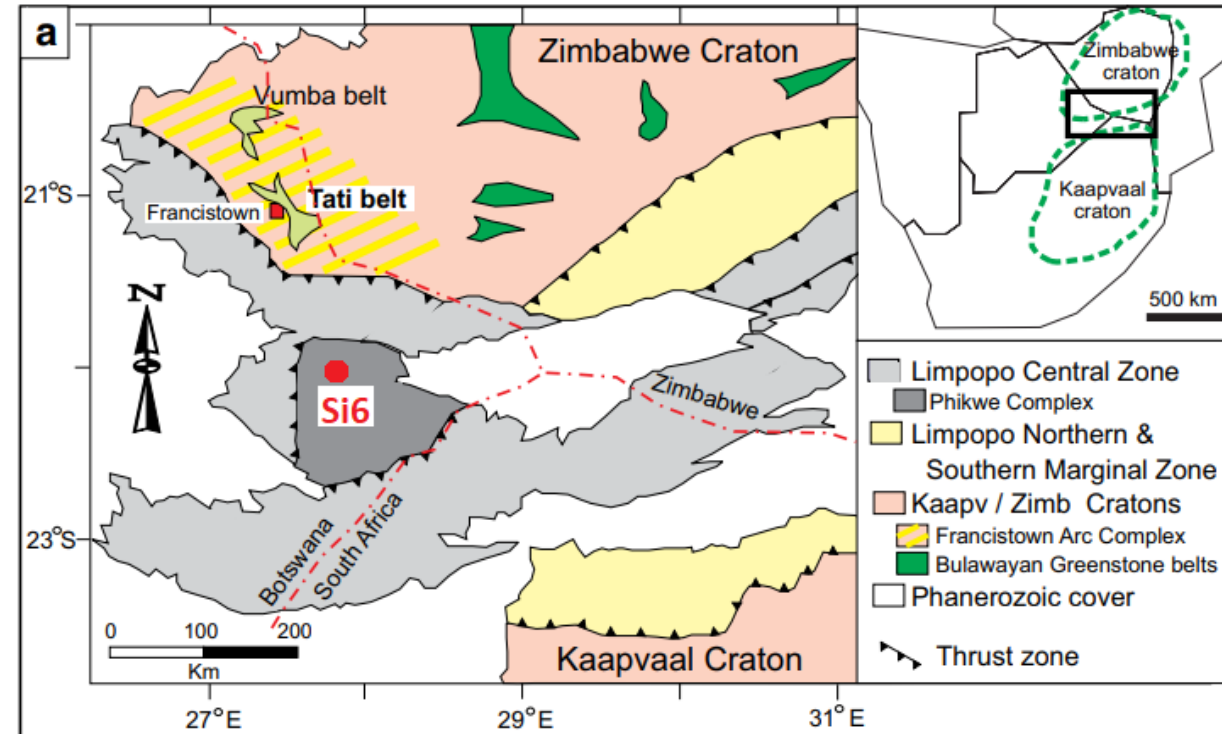 a
Zimbabwe Craton
Vumba belt
21°S
Francistown
Tati belt
N
Si6
Zimbabwe
23°S
Botswana
South Africa
0 100 200
Km
Kaapvaal Craton
27°E 29°E 31°E
Zimbabwe
craton
Kaapvaal
craton
500 km
Limpopo Central Zone
Phikwe Complex
Limpopo Northern &
Southern Marginal Zone
Kaapv / Zimb Cratons
Francistown Arc Complex
Bulawayan Greenstone belts
Phanerozoic cover
Thrust zone